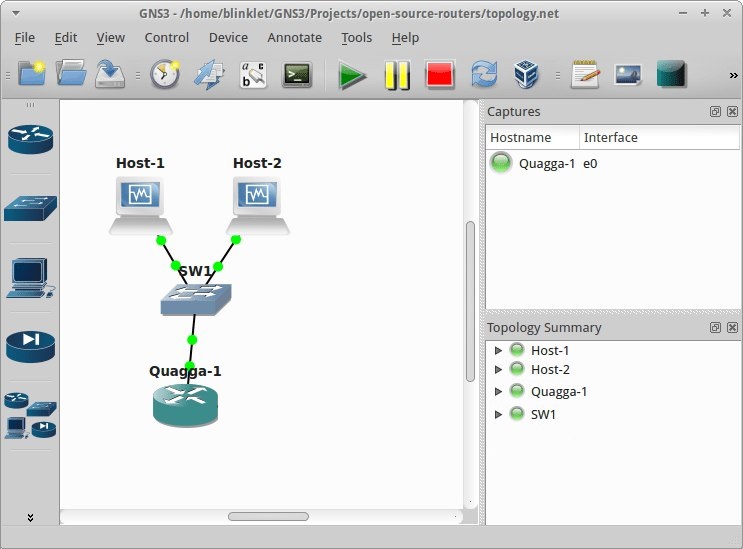 GNS3 - /home/blinklet/GNS3/Projects/open-source-routers/topology.net
File Edit View Control Device Annotate Tools Help
a c b
Captures
Hostname Interface
Quagga-1 e0
Host-1 Host-2
SW1
Quagga-1
Topology Summary
Host-1
Host-2
Quagga-1
SW1